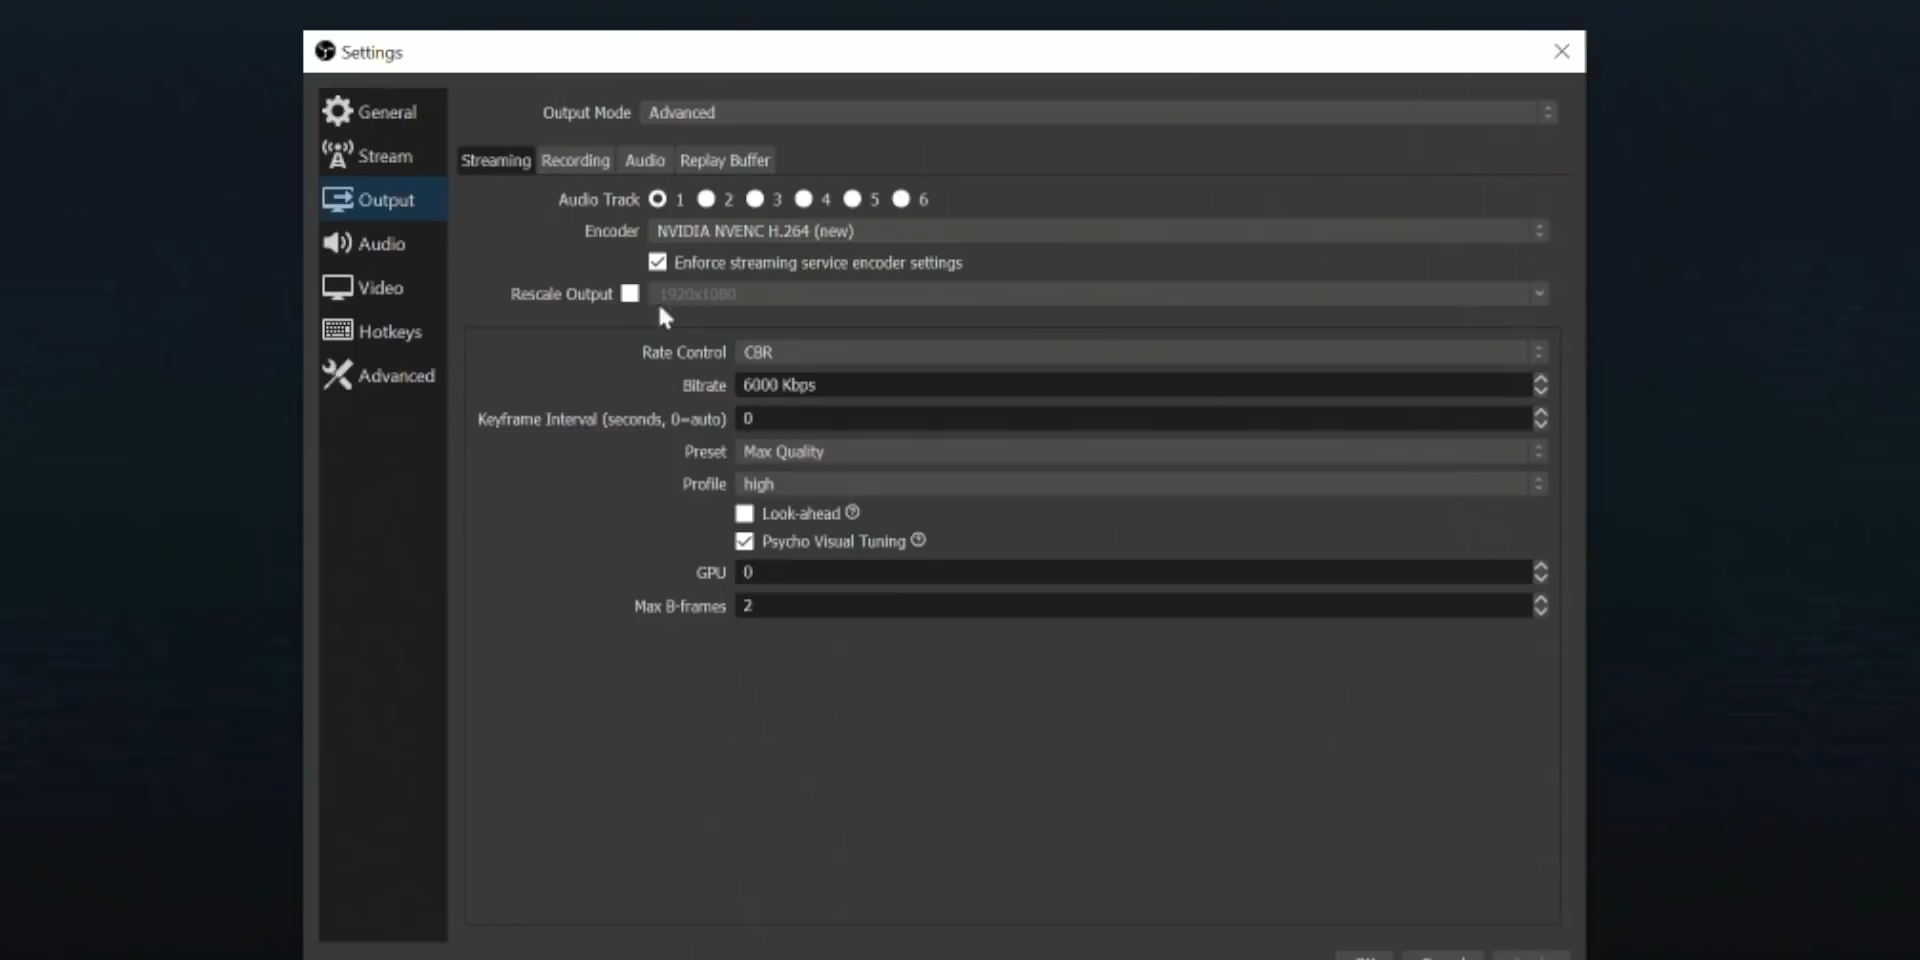 Settings
General
Stream
Output
Audio
Video
Hotkeys
Advanced
Output Mode Advanced
Streaming Recording Audio Replay Buffer
Audio Track 1 2 3 4 5 6
Encoder NVIDIA NVENC H.264 (new)
Enforce streaming service encoder settings
Rescale Output 1920x1080
Rate Control CBR
Bitrate 6000 Kbps
Keyframe Interval (seconds, 0=auto) 0
Preset Max Quality
Profile high
Look-ahead
Psycho Visual Tuning
GPU 0
Max B-frames 2